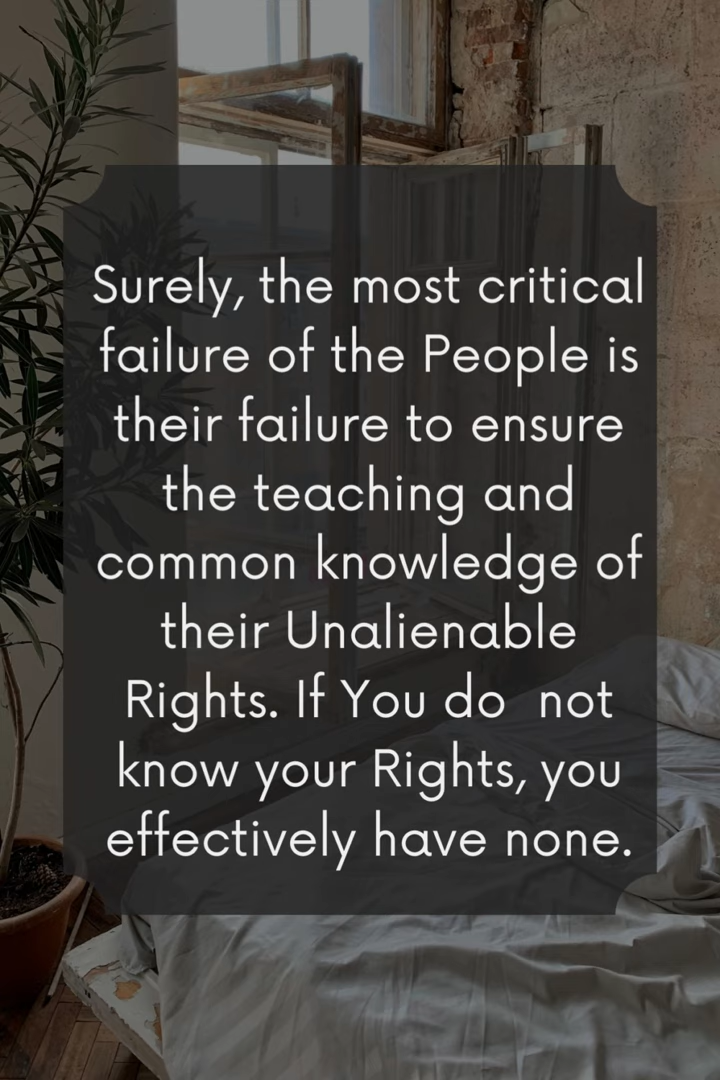 Surely, the most critical
failure of the People is
their failure to ensure
the teaching and
common knowledge of
their Unalienable
Rights. If You do  not
know your Rights, you
effectively have none.